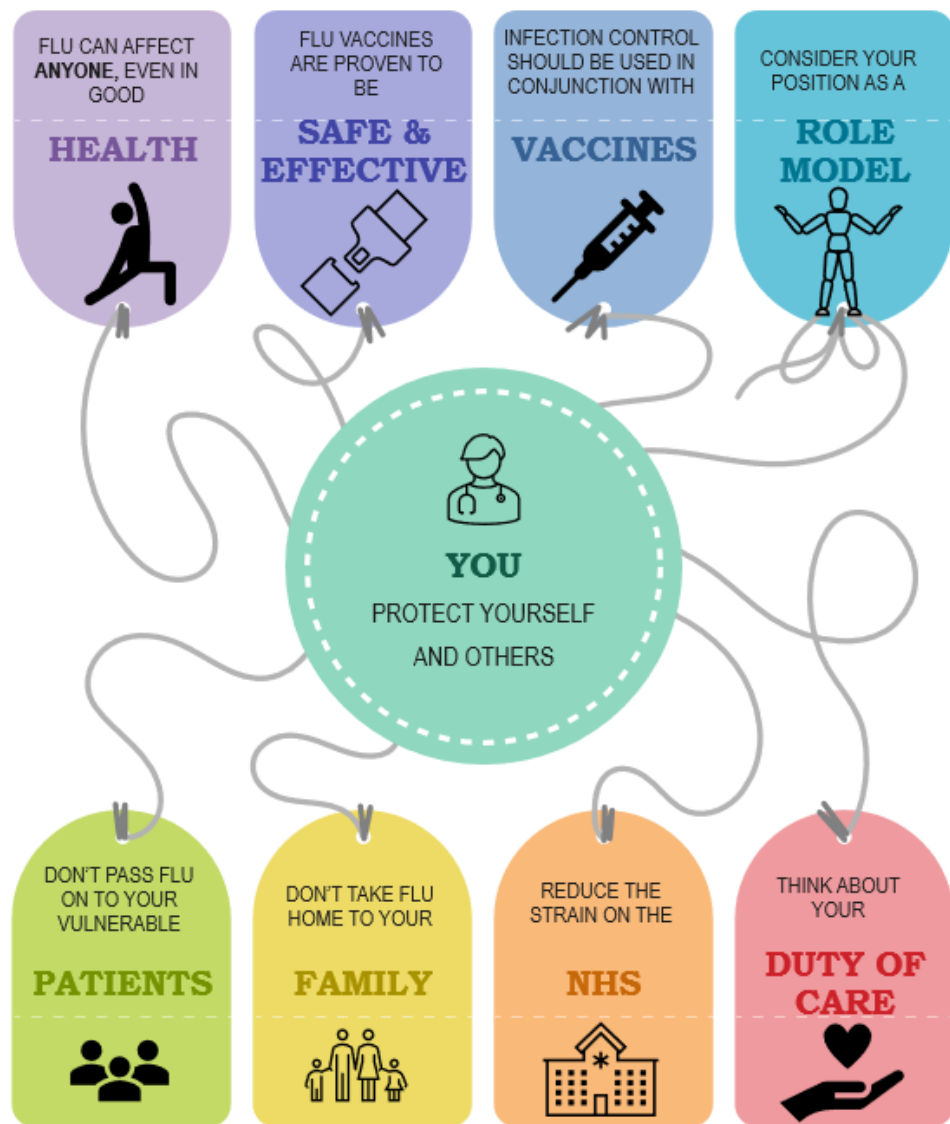 FLU CAN AFFECT
ANYONE, EVEN IN
GOOD
HEALTH
FLU VACCINES
ARE PROVEN TO
BE
SAFE &
EFFECTIVE
INFECTION CONTROL
SHOULD BE USED IN
CONJUNCTION WITH
VACCINES
CONSIDER YOUR
POSITION AS A
ROLE
MODEL
YOU
PROTECT YOURSELF
AND OTHERS
DON'T PASS FLU
ON TO YOUR
VULNERABLE
PATIENTS
DON'T TAKE FLU
HOME TO YOUR
FAMILY
REDUCE THE
STRAIN ON THE
NHS
THINK ABOUT
YOUR
DUTY OF
CARE